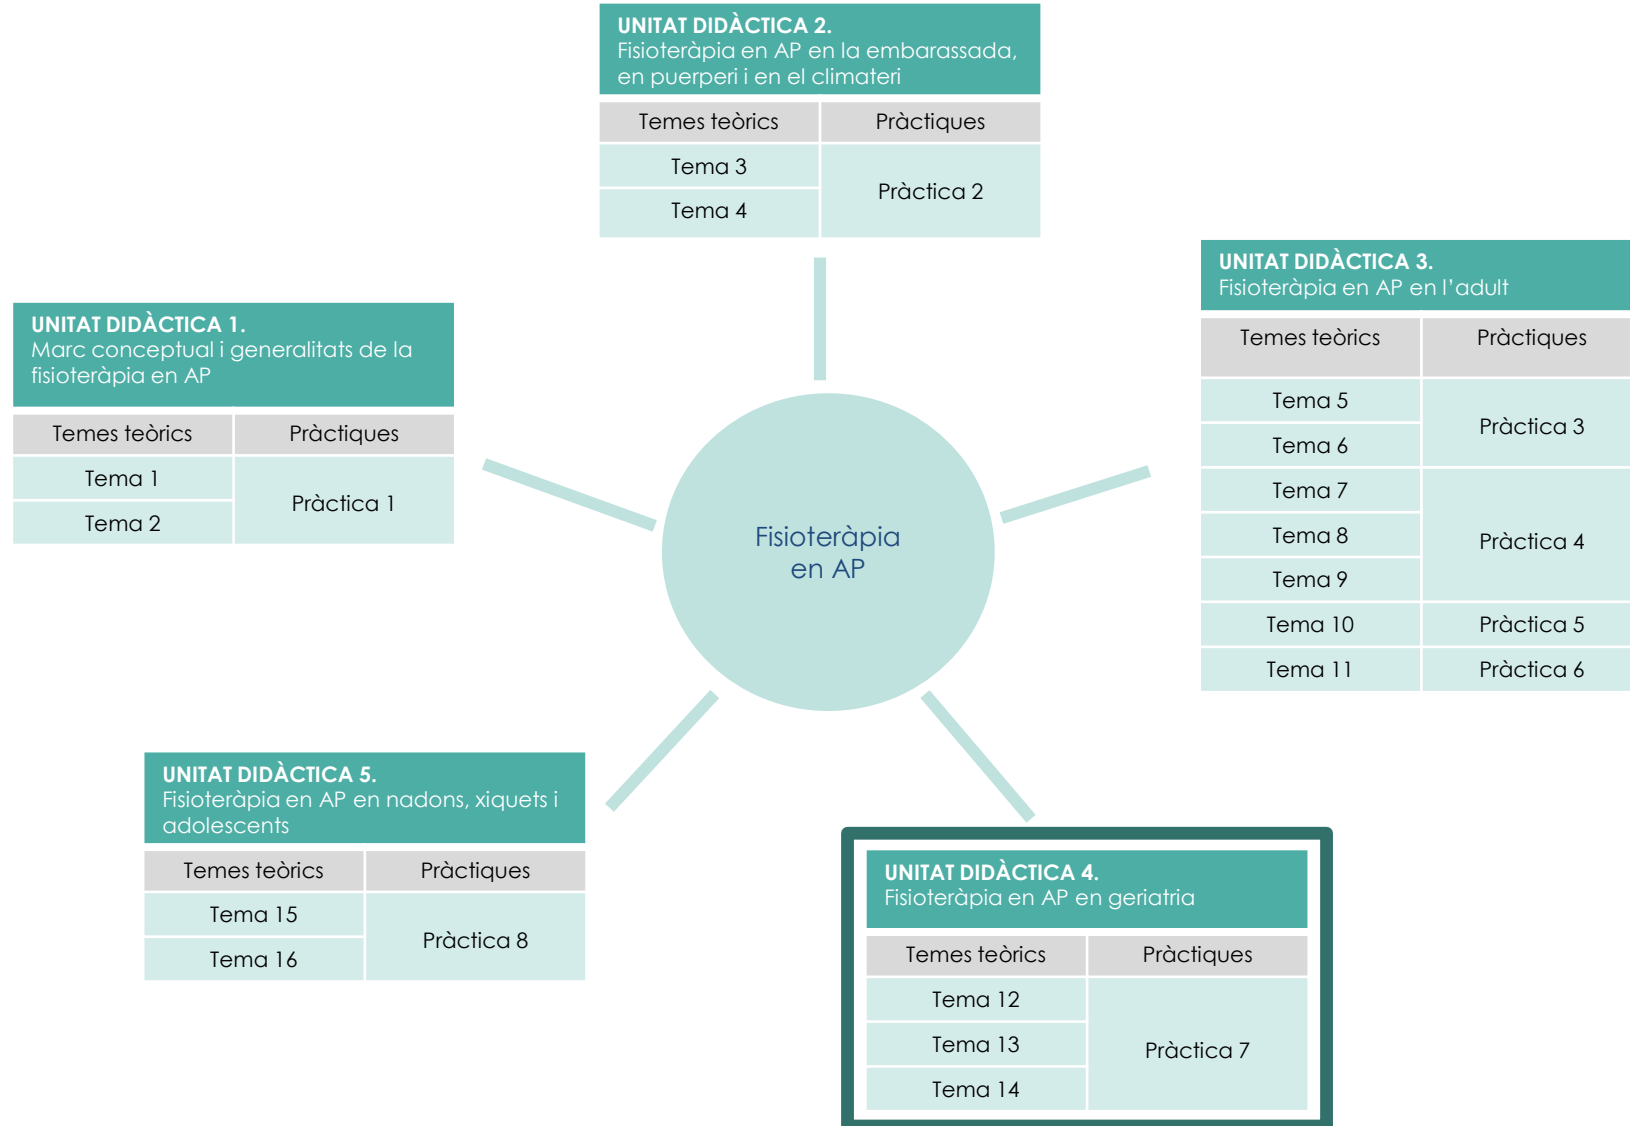 UNITAT DIDÀCTICA 2.
Fisioteràpia en AP en la embarassada,
en puerperi i en el climateri
Temes teòrics Pràctiques
Tema 3
Pràctica 2
Tema 4
UNITAT DIDÀCTICA 3.
Fisioteràpia en AP en l’adult
Temes teòrics Pràctiques
Tema 5
Pràctica 3
Tema 6
Tema 7
Tema 8
Pràctica 4
Tema 9
Tema 10 Pràctica 5
Tema 11 Pràctica 6
UNITAT DIDÀCTICA 1.
Marc conceptual i generalitats de la
fisioteràpia en AP
Temes teòrics Pràctiques
Tema 1
Pràctica 1
Tema 2
Fisioteràpia
en AP
UNITAT DIDÀCTICA 5.
Fisioteràpia en AP en nadons, xiquets i
adolescents
Temes teòrics Pràctiques
Tema 15
Pràctica 8
Tema 16
UNITAT DIDÀCTICA 4.
Fisioteràpia en AP en geriatria
Temes teòrics Pràctiques
Tema 12
Tema 13
Pràctica 7
Tema 14